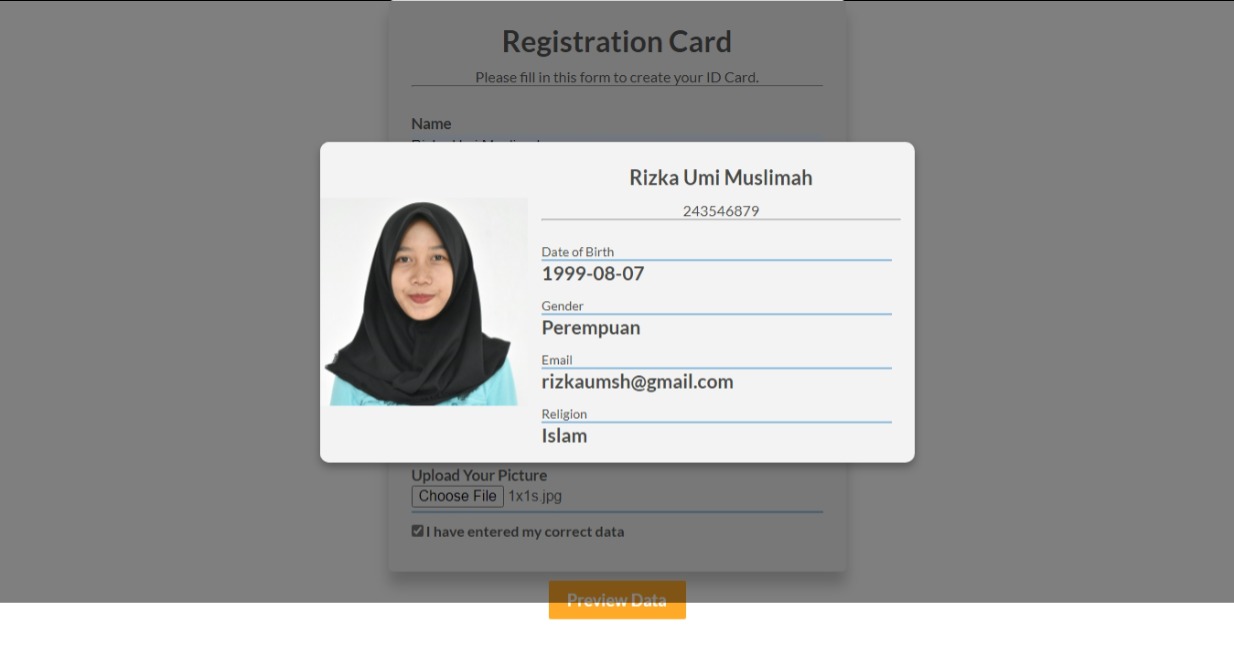 Registration Card
Please fill in this form to create your ID Card.
Name
Rizka Umi Muslimah
243546879
Date of Birth
1999-08-07
Gender
Perempuan
Email
rizkaumsh@gmail.com
Religion
Islam
Upload Your Picture
Choose File 1x1s.jpg
I have entered my correct data
Preview Data